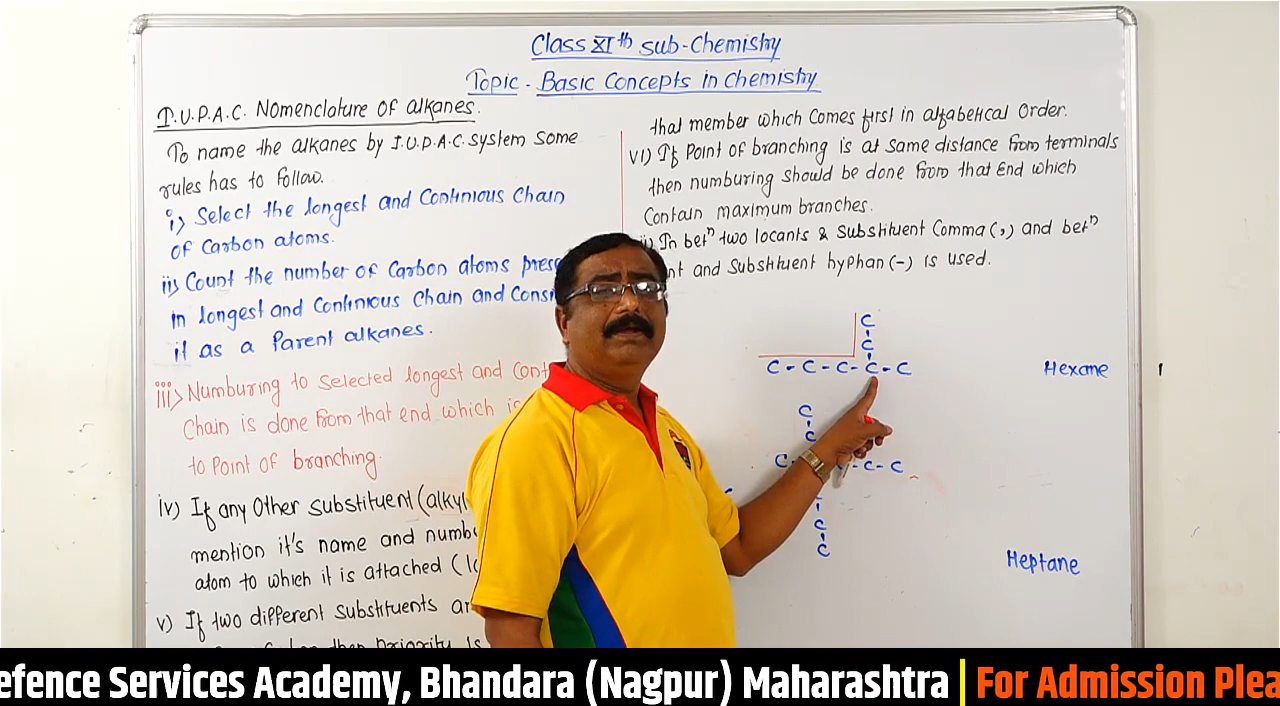 Class XIth sub-Chemistry
Topic - Basic Concepts in Chemistry
I.U.P.A.C. Nomenclature of alkanes.
To name the alkanes by I.U.P.A.C. system some
rules has to follow.
i) Select the longest and Continious Chain
of Carbon atoms.
ii) Count the number of Carbon atoms
in longest and Continious Chain and
it as a Parent alkanes.
iii) Numburing to selected longest and
Chain is done from that end which
to Point of branching.
iv) If any Other substituent
mention it's name and
atom to which it is attached
v) If two different Substituents
that member which Comes first in alfabetical Order.
vi) If Point of branching is at same distance from terminals
then numburing should be done from that End which
Contain maximum branches.
In betn two locants & Substituent Comma (,) and betn
and Substituent hyphan (-) is used.
C
C
C - C - C - C - C
Hexane
C
C
C
C - C
C
C
Heptane
efence Services Academy, Bhandara (Nagpur) Maharashtra | For Admission